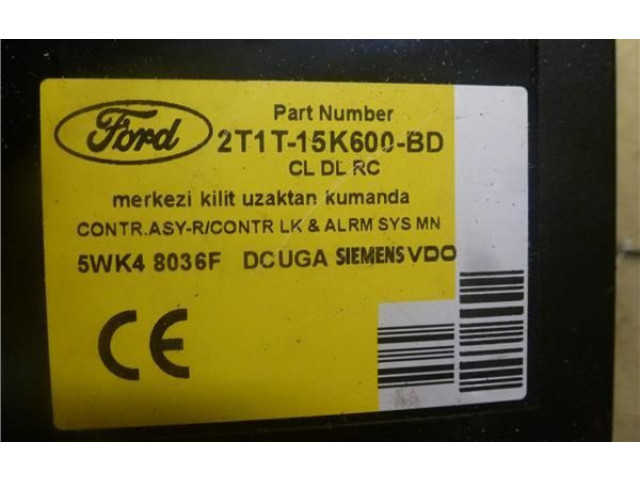 Ford
Part Number
2T1T-15K600-BD
CL DL RC
merkezi kilit uzaktan kumanda
CONTR.ASY-R/CONTR LK & ALRM SYS MN
5WK4 8036F DCUGA SIEMENS VDO
CE